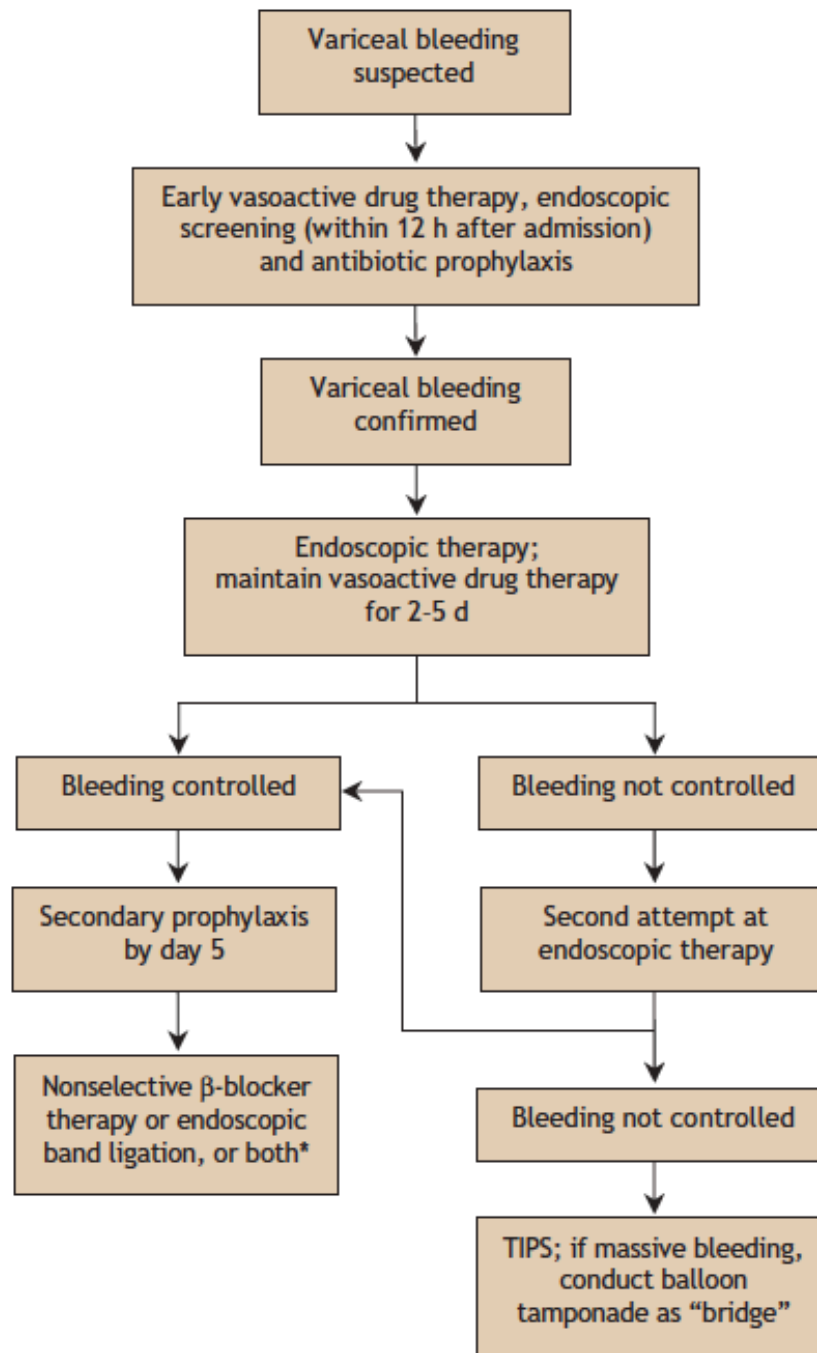 Variceal bleeding
suspected
Early vasoactive drug therapy, endoscopic
screening (within 12 h after admission)
and antibiotic prophylaxis
Variceal bleeding
confirmed
Endoscopic therapy;
maintain vasoactive drug therapy
for 2–5 d
Bleeding controlled
Bleeding not controlled
Secondary prophylaxis
by day 5
Second attempt at
endoscopic therapy
Nonselective β-blocker
therapy or endoscopic
band ligation, or both*
Bleeding not controlled
TIPS; if massive bleeding,
conduct balloon
tamponade as “bridge”